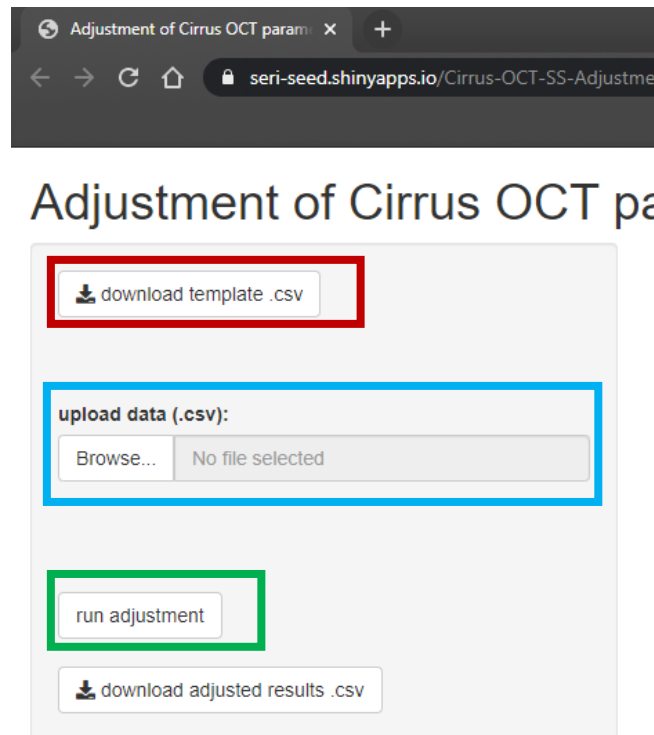 Adjustment of Cirrus OCT param
seri-seed.shinyapps.io/Cirrus-OCT-SS-Adjustme
Adjustment of Cirrus OCT pa
download template .csv
upload data (.csv):
Browse... No file selected
run adjustment
download adjusted results .csv